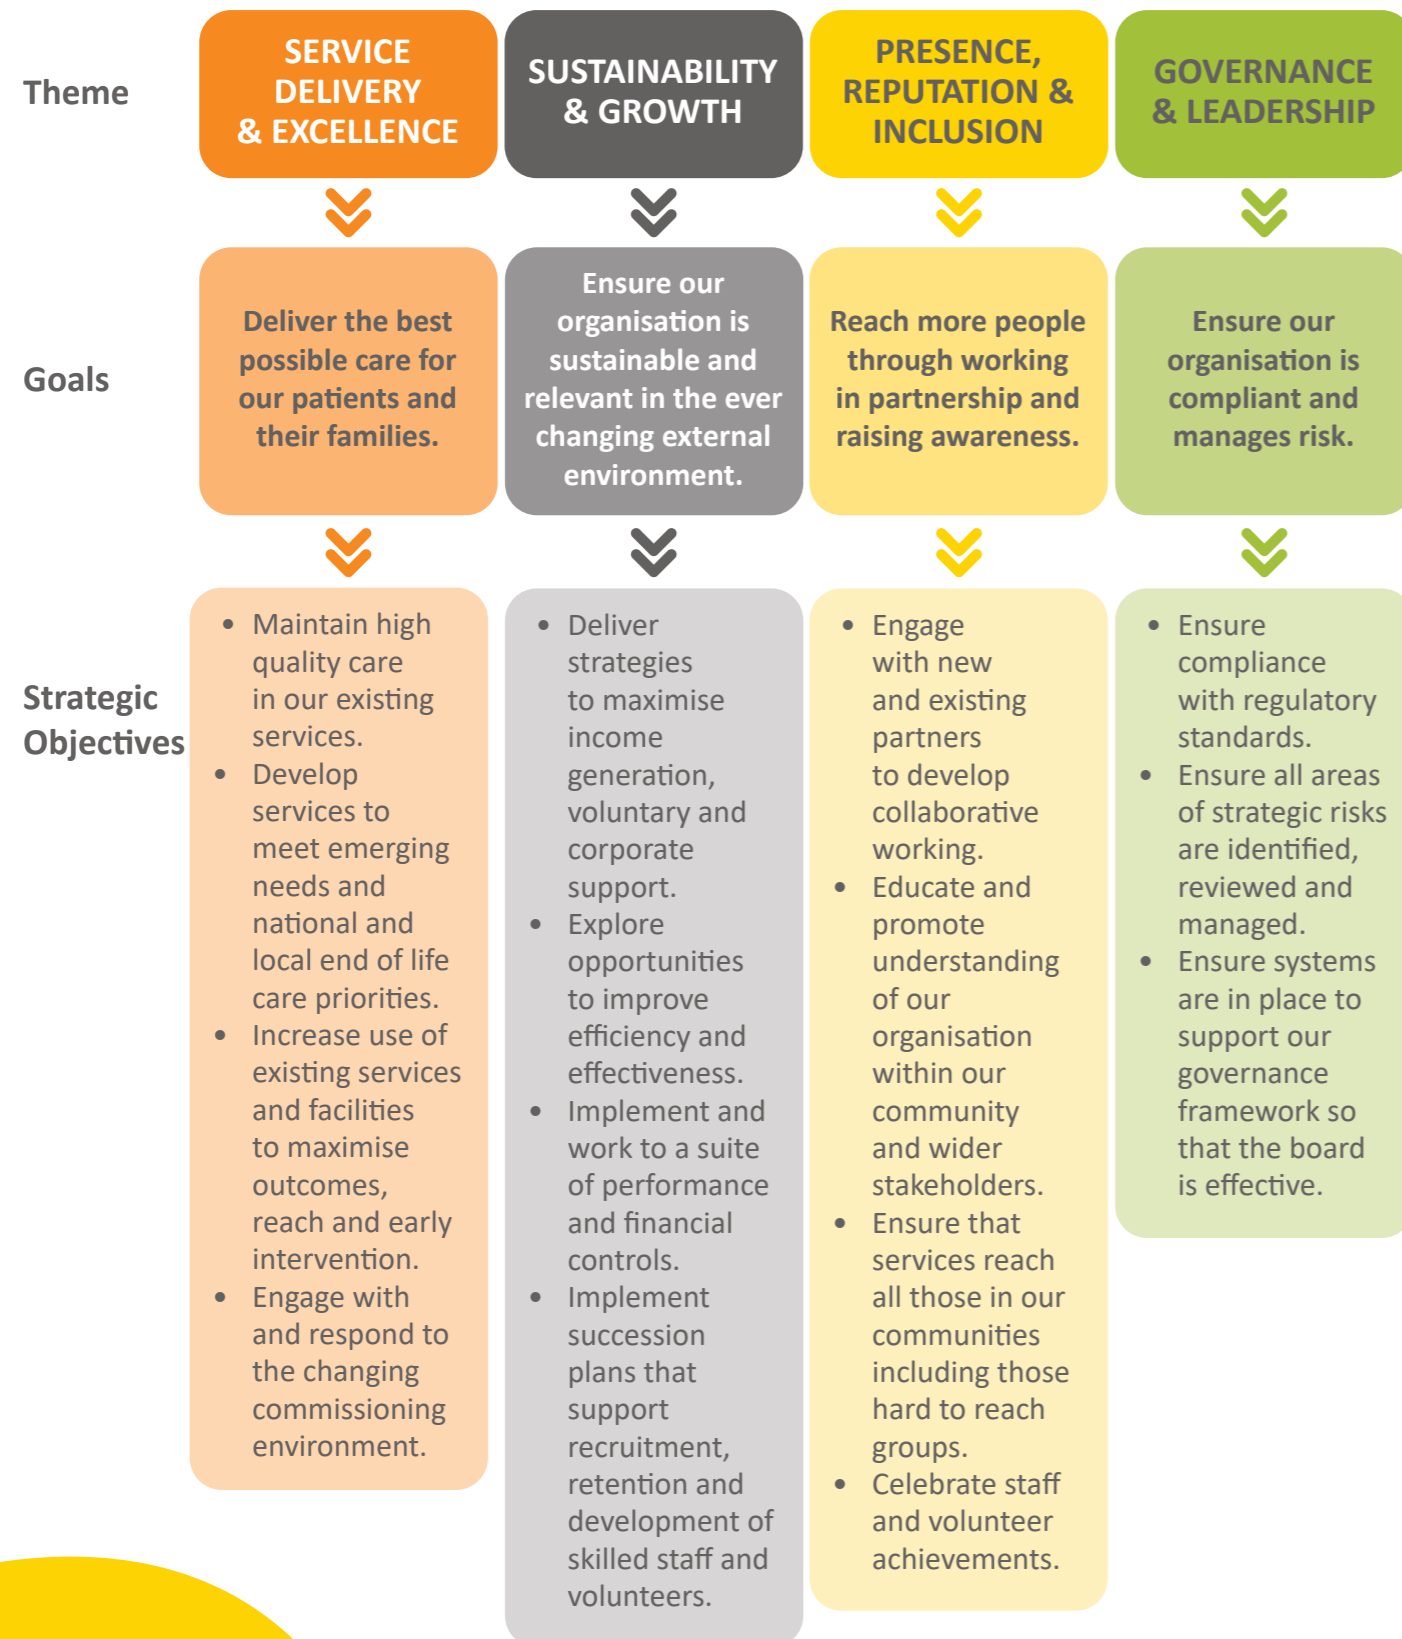 Theme
SERVICE
DELIVERY
& EXCELLENCE
SUSTAINABILITY
& GROWTH
PRESENCE,
REPUTATION &
INCLUSION
GOVERNANCE
& LEADERSHIP
Goals
Deliver the best
possible care for
our patients and
their families.
Ensure our
organisation is
sustainable and
relevant in the ever
changing external
environment.
Reach more people
through working
in partnership and
raising awareness.
Ensure our
organisation is
compliant and
manages risk.
Strategic
Objectives
• Maintain high
quality care
in our existing
services.
• Develop
services to
meet emerging
needs and
national and
local end of life
care priorities.
• Increase use of
existing services
and facilities
to maximise
outcomes,
reach and early
intervention.
• Engage with
and respond to
the changing
commissioning
environment.
• Deliver
strategies
to maximise
income
generation,
voluntary and
corporate
support.
• Explore
opportunities
to improve
efficiency and
effectiveness.
• Implement and
work to a suite
of performance
and financial
controls.
• Implement
succession
plans that
support
recruitment,
retention and
development of
skilled staff and
volunteers.
• Engage
with new
and existing
partners
to develop
collaborative
working.
• Educate and
promote
understanding
of our
organisation
within our
community
and wider
stakeholders.
• Ensure that
services reach
all those in our
communities
including those
hard to reach
groups.
• Celebrate staff
and volunteer
achievements.
• Ensure
compliance
with regulatory
standards.
• Ensure all areas
of strategic risks
are identified,
reviewed and
managed.
• Ensure systems
are in place to
support our
governance
framework so
that the board
is effective.